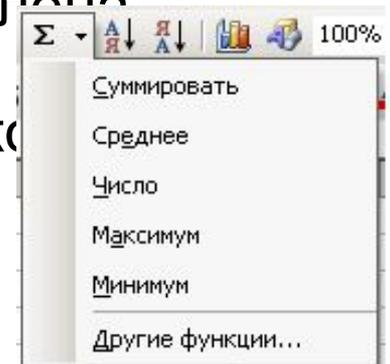 Σ А Я Я А 100%
Суммировать
Среднее
Число
Максимум
Минимум
Другие функции...